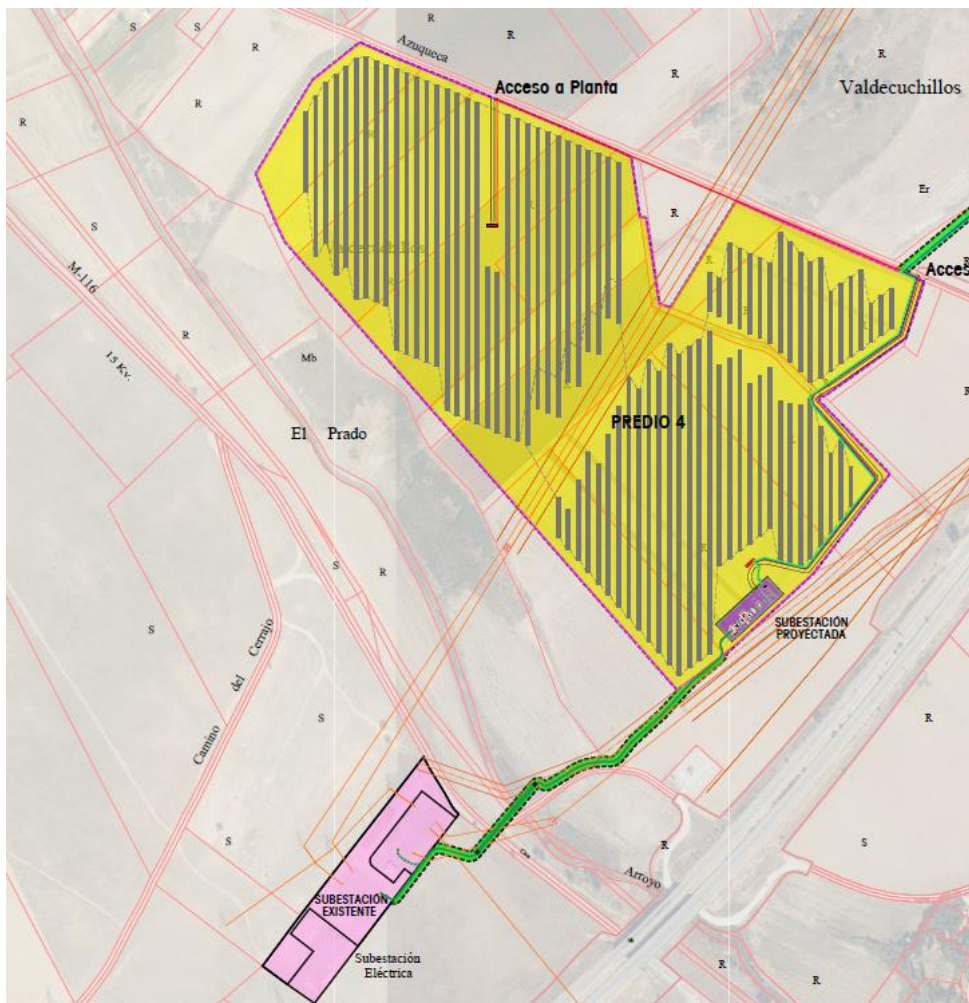 R
S
S
R
R
Azuqueca
R
R
R
R
R
Acceso a Planta
Valdecuchillos
R
R
Er
S
R
R
Acces
M-116
R
R
R
15 Kv.
Mb
R
El Prado
PREDIO 4
R
S
R
R
S
SUBESTACIÓN
PROYECTADA
Camino del Cerrajo
S
R
S
R
S
Arroyo
SUBESTACIÓN
EXISTENTE
Subestación
Eléctrica
R
R